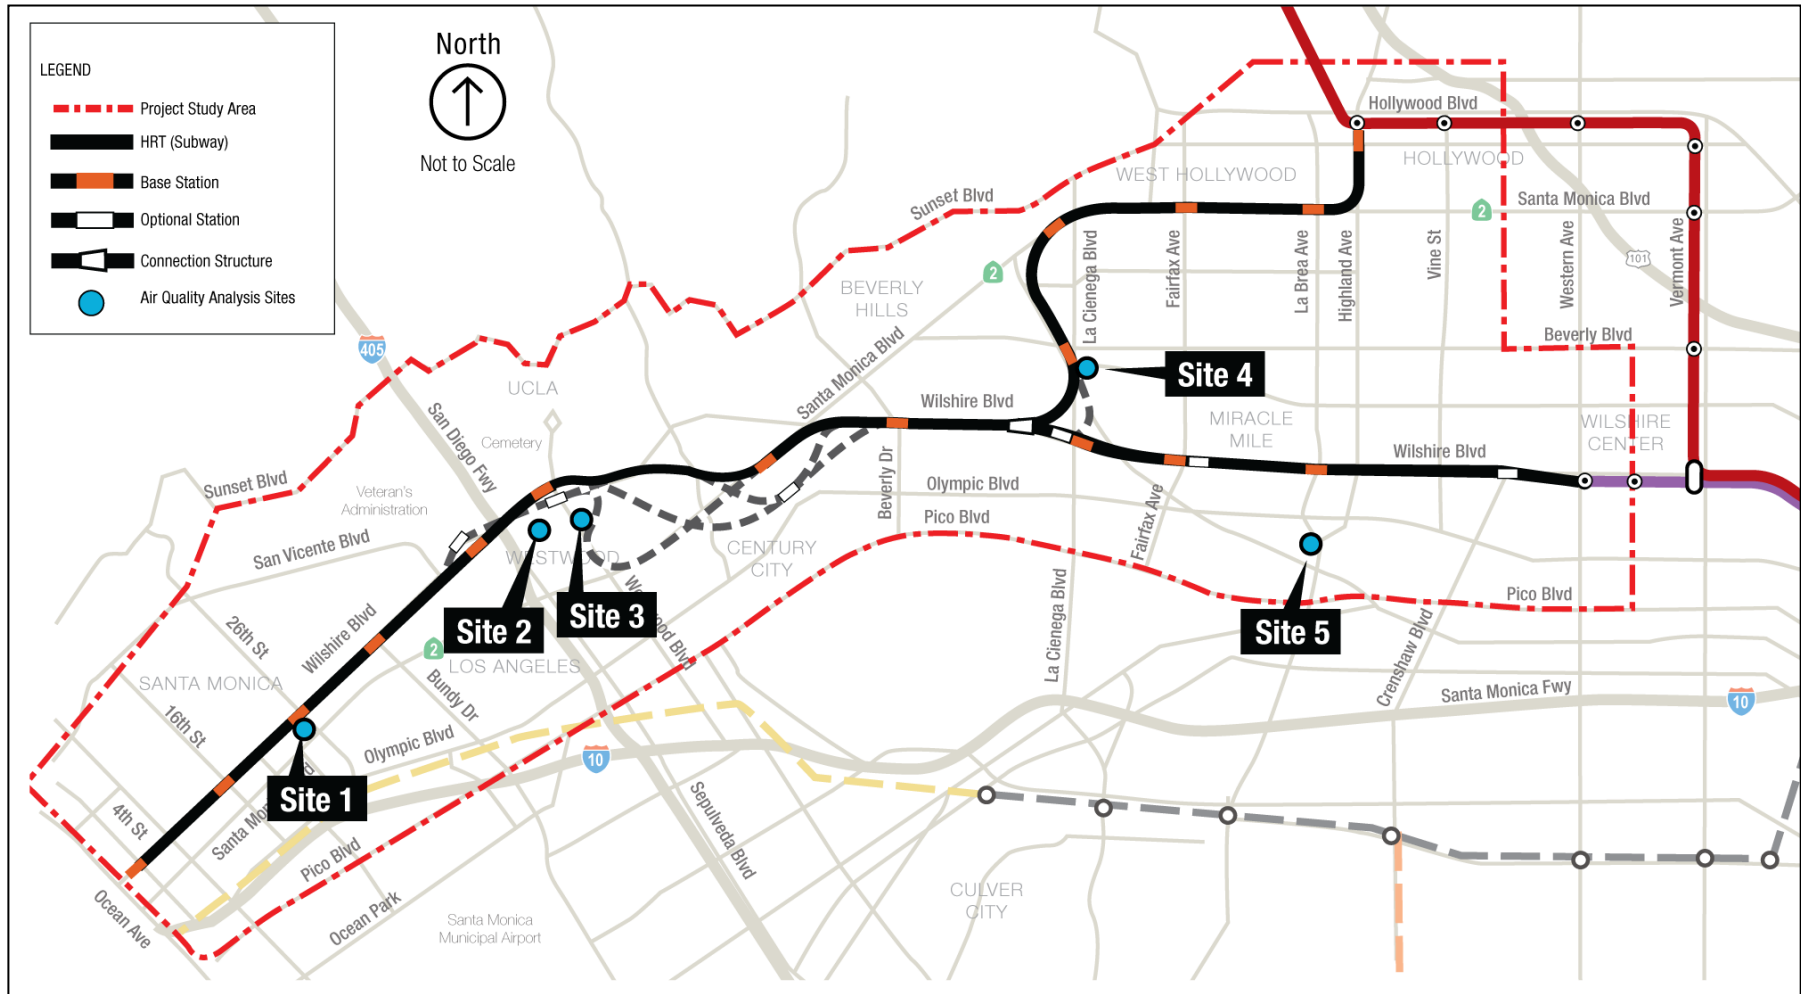 LEGEND
Project Study Area
HRT (Subway)
Base Station
Optional Station
Connection Structure
Air Quality Analysis Sites
North
Not to Scale
Hollywood Blvd
HOLLYWOOD
WEST HOLLYWOOD
Sunset Blvd
2
Santa Monica Blvd
101
2
La Cienega Blvd
Fairfax Ave
La Brea Ave
Highland Ave
Vine St
Western Ave
Vermont Ave
BEVERLY
HILLS
Beverly Blvd
405
Santa Monica Blvd
UCLA
Site 4
San Diego Fwy
Cemetery
Wilshire Blvd
MIRACLE
MILE
WILSHIRE
CENTER
Wilshire Blvd
Beverly Dr
Sunset Blvd
Veteran's
Administration
Olympic Blvd
Pico Blvd
Fairfax Ave
San Vicente Blvd
WESTWOOD
CENTURY
CITY
Pico Blvd
La Cienega Blvd
Site 2
Site 3
Site 5
26th St
Wilshire Blvd
2
LOS ANGELES
Crenshaw Blvd
SANTA MONICA
Bundy Dr
Santa Monica Fwy
10
16th St
Olympic Blvd
10
Site 1
4th St
Pico Blvd
Sepulveda Blvd
Ocean Ave
Ocean Park
Santa Monica
Municipal Airport
CULVER
CITY